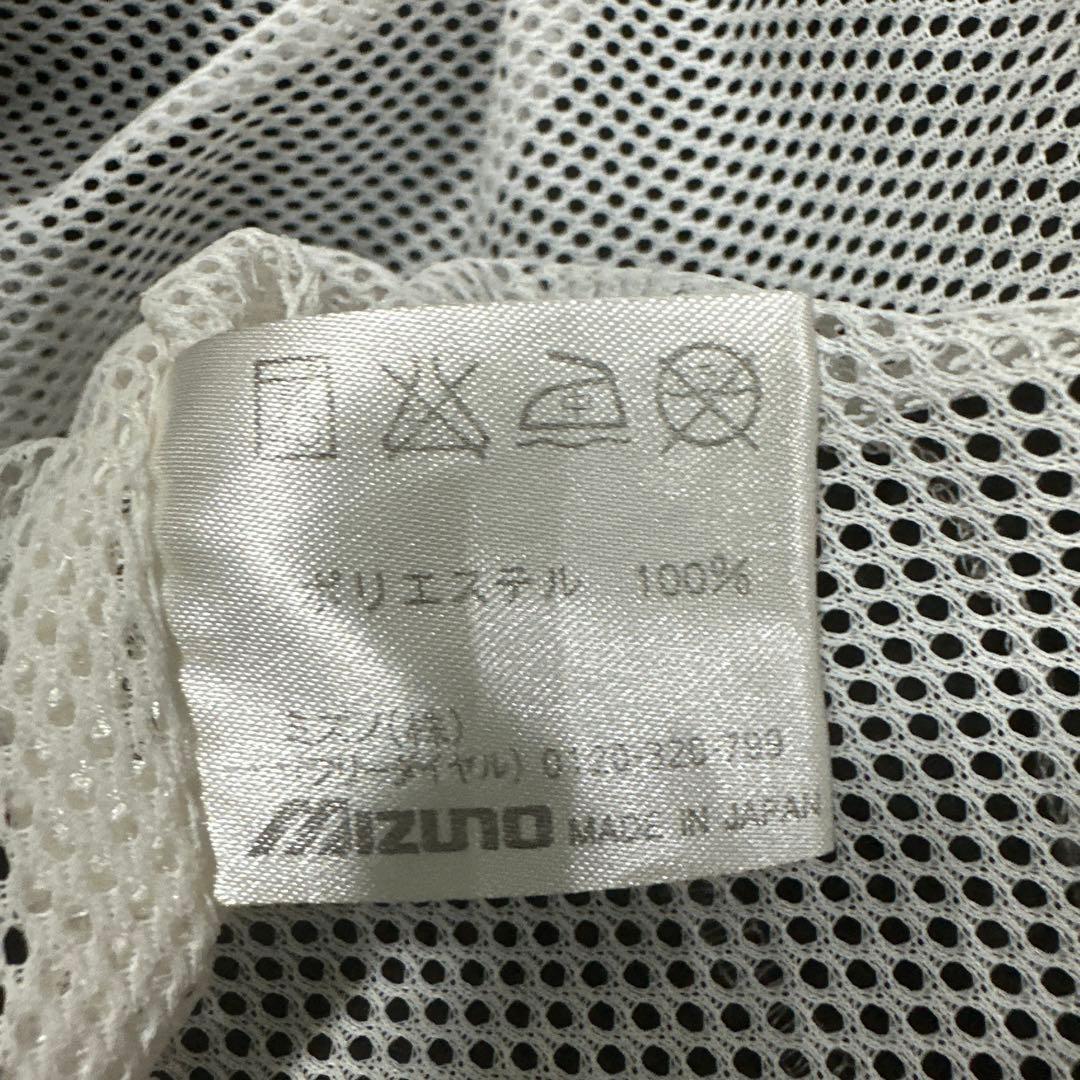 ポリエステル 100%
ミズノ(株)
(フリーダイヤル) 0120-320-799
MIZUNO MADE IN JAPAN